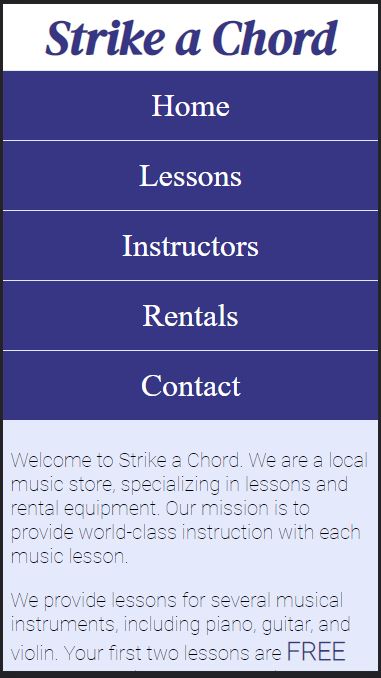 Strike a Chord
Home
Lessons
Instructors
Rentals
Contact
Welcome to Strike a Chord. We are a local
music store, specializing in lessons and
rental equipment. Our mission is to
provide world-class instruction with each
music lesson.
We provide lessons for several musical
instruments, including piano, guitar, and
violin. Your first two lessons are FREE